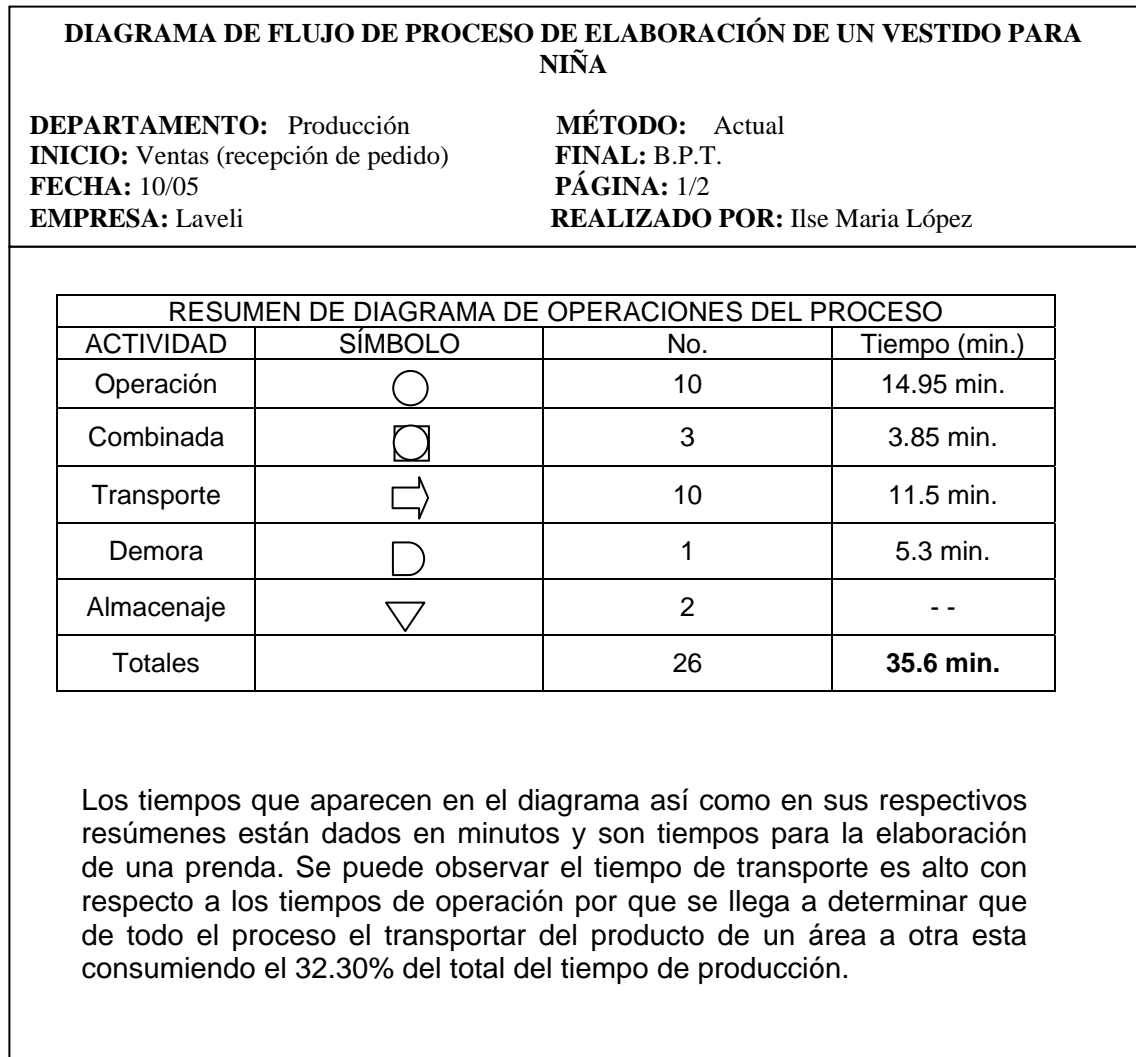 DIAGRAMA DE FLUJO DE PROCESO DE ELABORACIÓN DE UN VESTIDO PARA
NIÑA
DEPARTAMENTO: Producción MÉTODO: Actual
INICIO: Ventas (recepción de pedido) FINAL: B.P.T.
FECHA: 10/05 PÁGINA: 1/2
EMPRESA: Laveli REALIZADO POR: Ilse Maria López
RESUMEN DE DIAGRAMA DE OPERACIONES DEL PROCESO
ACTIVIDAD SÍMBOLO No. Tiempo (min.)
Operación 10 14.95 min.
Combinada 3 3.85 min.
Transporte 10 11.5 min.
Demora 1 5.3 min.
Almacenaje 2 - -
Totales 26 35.6 min.
Los tiempos que aparecen en el diagrama así como en sus respectivos
resúmenes están dados en minutos y son tiempos para la elaboración
de una prenda. Se puede observar el tiempo de transporte es alto con
respecto a los tiempos de operación por que se llega a determinar que
de todo el proceso el transportar del producto de un área a otra esta
consumiendo el 32.30% del total del tiempo de producción.